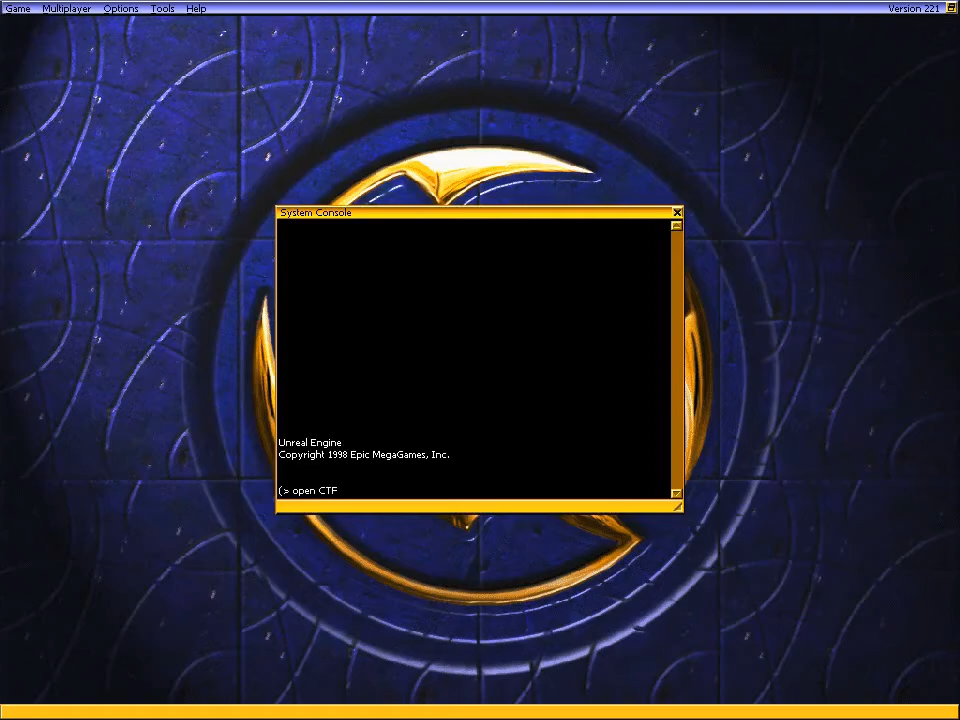 Game Multiplayer Options Tools Help Version 221
System Console
Unreal Engine
Copyright 1998 Epic MegaGames, Inc.
(> open CTF